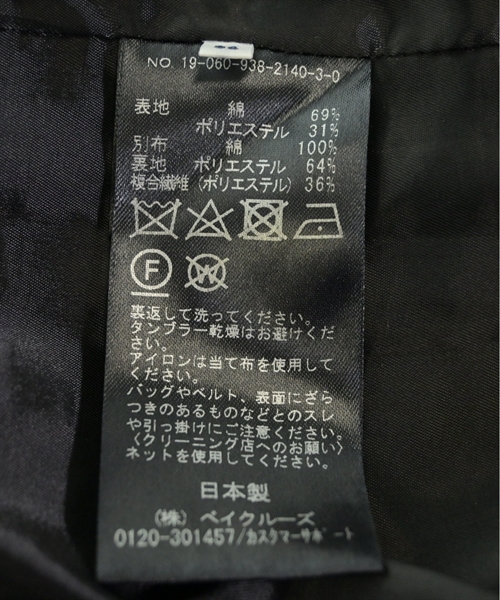 NO. 19-060-938-2140-3-0
表地 綿 69%
ポリエステル 31%
別布 綿 100%
裏地 ポリエステル 64%
複合繊維 (ポリエステル) 36%
F W
裏返して洗ってください。
タンブラー乾燥はお避けくだ
さい。
アイロンは当て布を使用して
ください。
バッグやベルト、表面にざら
つきのあるものなどとのスレ
や引っ掛けにご注意ください。
〈クリーニング店へのお願い〉
ネットを使用してください。
日本製
(株) ベイクルーズ
0120-301457/カスタマーサポート